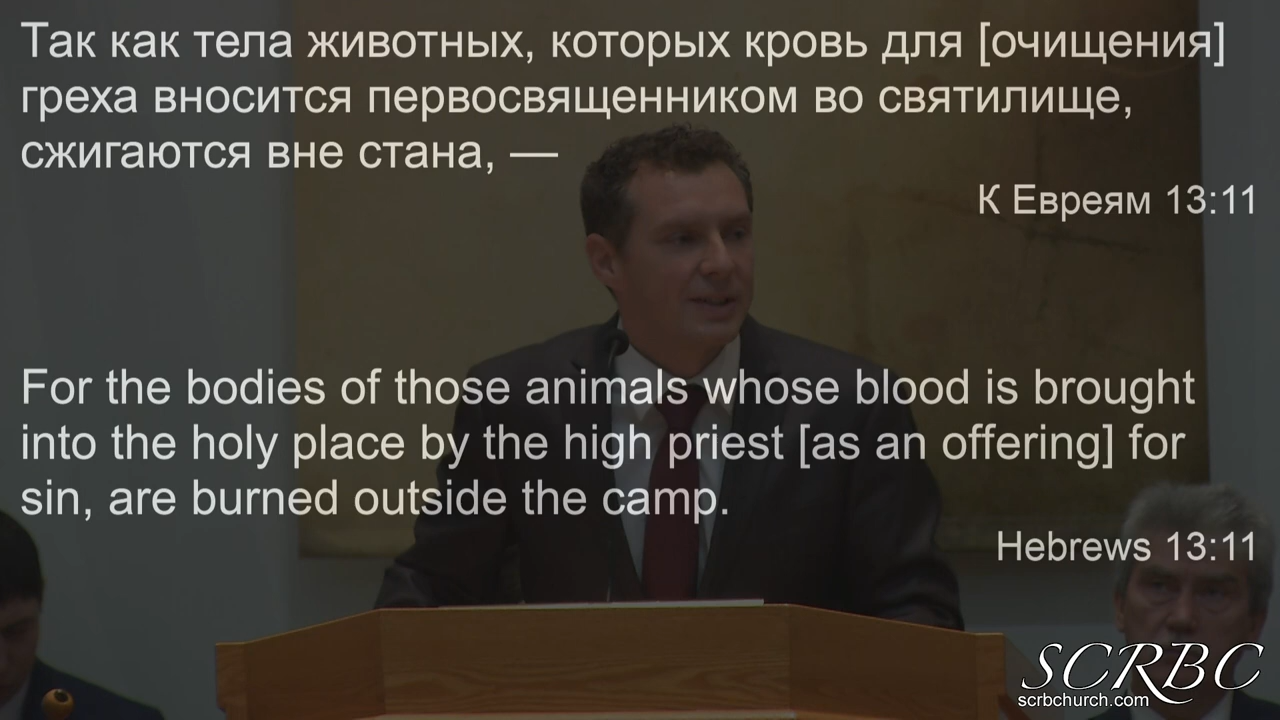 Так как тела животных, которых кровь для [очищения]
греха вносится первосвященником во святилище,
сжигаются вне стана, —
К Евреям 13:11
For the bodies of those animals whose blood is brought
into the holy place by the high priest [as an offering] for
sin, are burned outside the camp.
Hebrews 13:11
SCRBC
scrbchurch.com